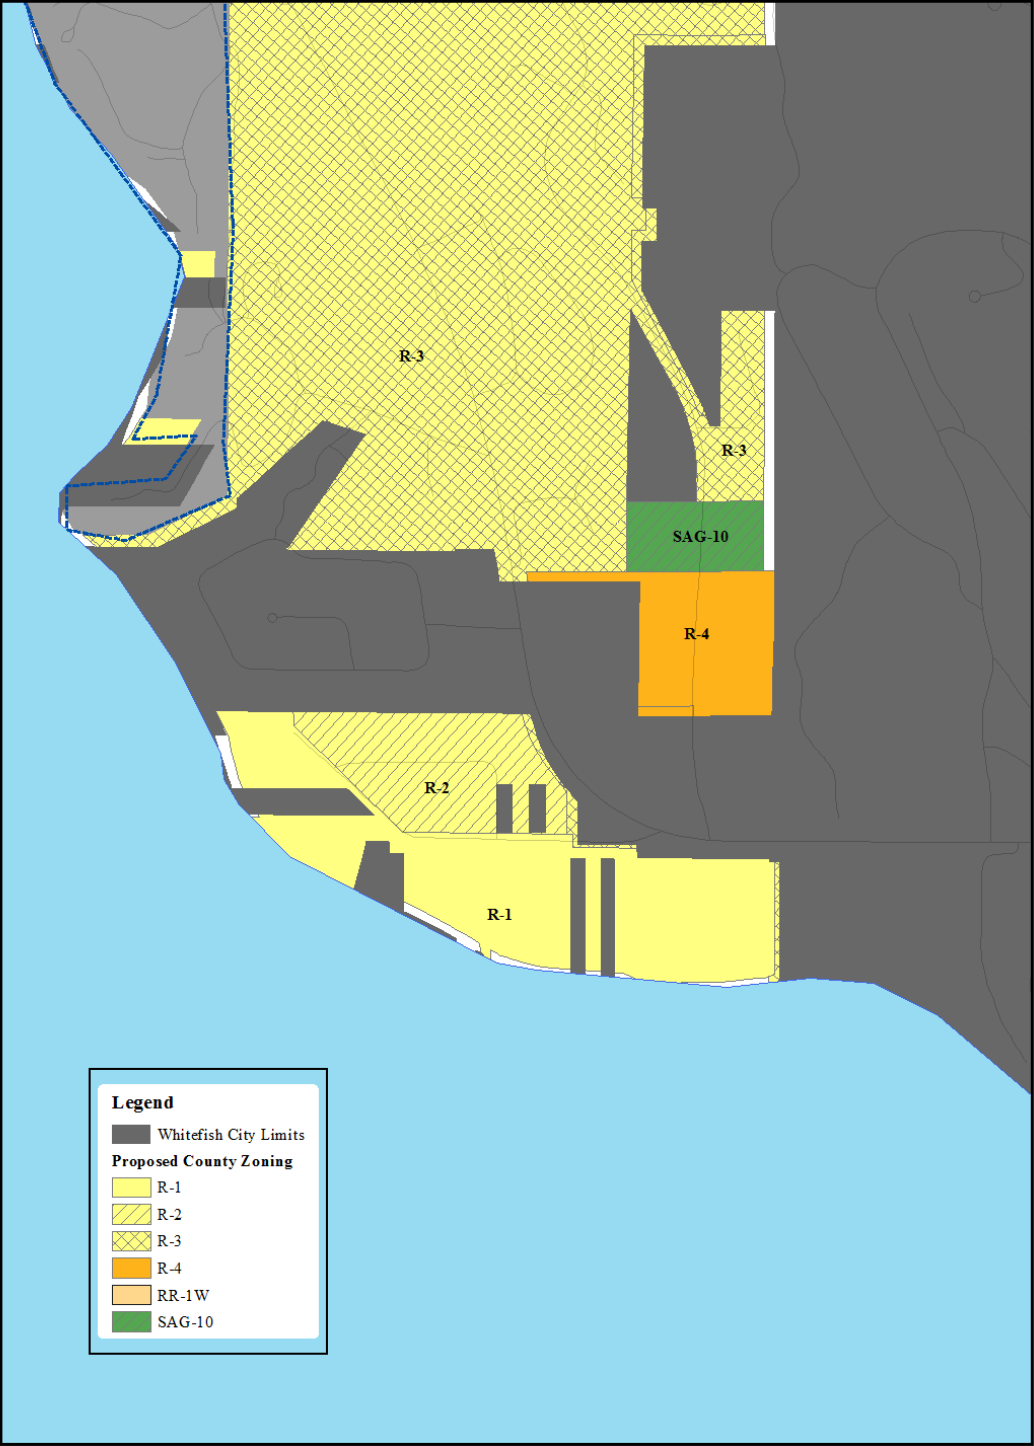 R-3
R-3
SAG-10
R-4
R-2
R-1
Legend
Whitefish City Limits
Proposed County Zoning
R-1
R-2
R-3
R-4
RR-1W
SAG-10